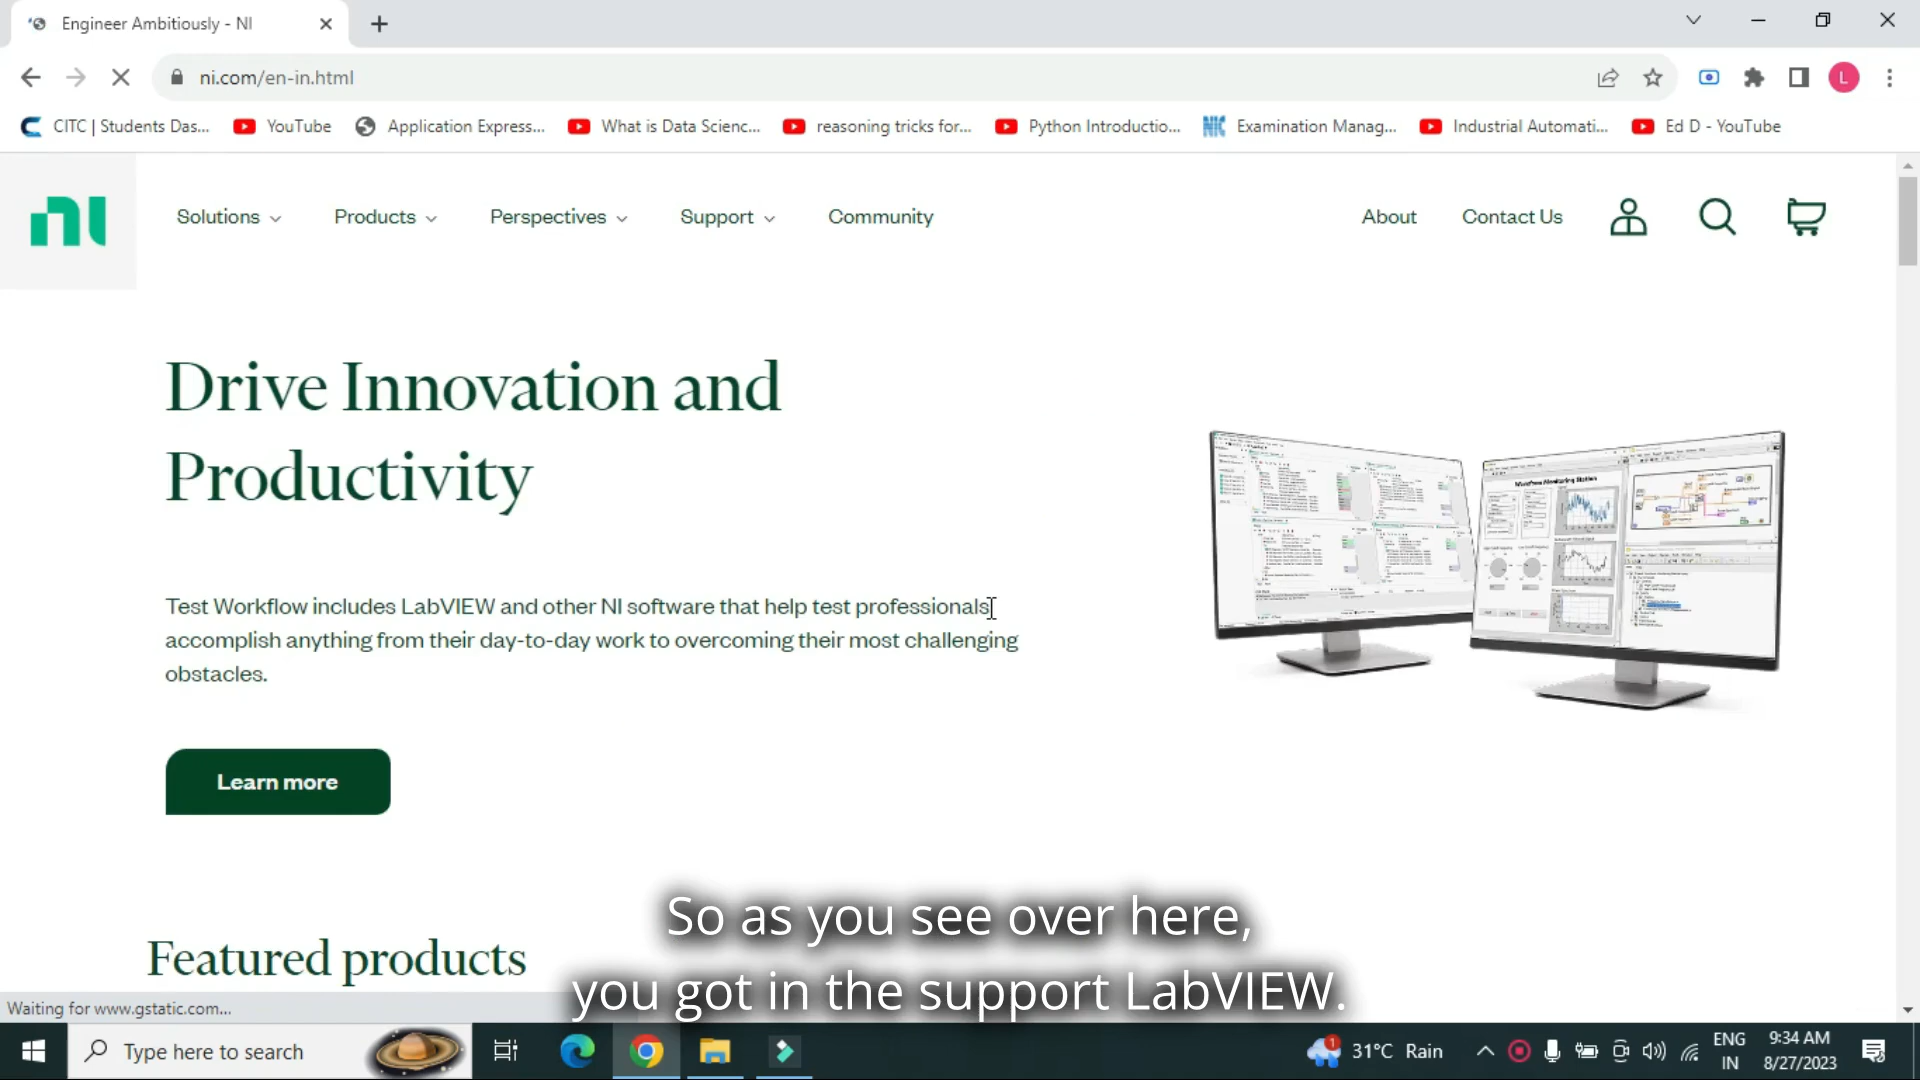 Engineer Ambitiously - NI
ni.com/en-in.html
L
CITC | Students Das...
YouTube
Application Express...
What is Data Scienc...
reasoning tricks for...
Python Introductio...
NIC
Examination Manag...
Industrial Automati...
Ed D - YouTube
ni
Solutions
Products
Perspectives
Support
Community
About
Contact Us
Drive Innovation and
Productivity
Test Workflow includes LabVIEW and other NI software that help test professionals
accomplish anything from their day-to-day work to overcoming their most challenging
obstacles.
Learn more
Featured products
So as you see over here,
you got in the support LabVIEW.
Waiting for www.gstatic.com...
Type here to search
1
31°C Rain
ENG
IN
9:34 AM
8/27/2023